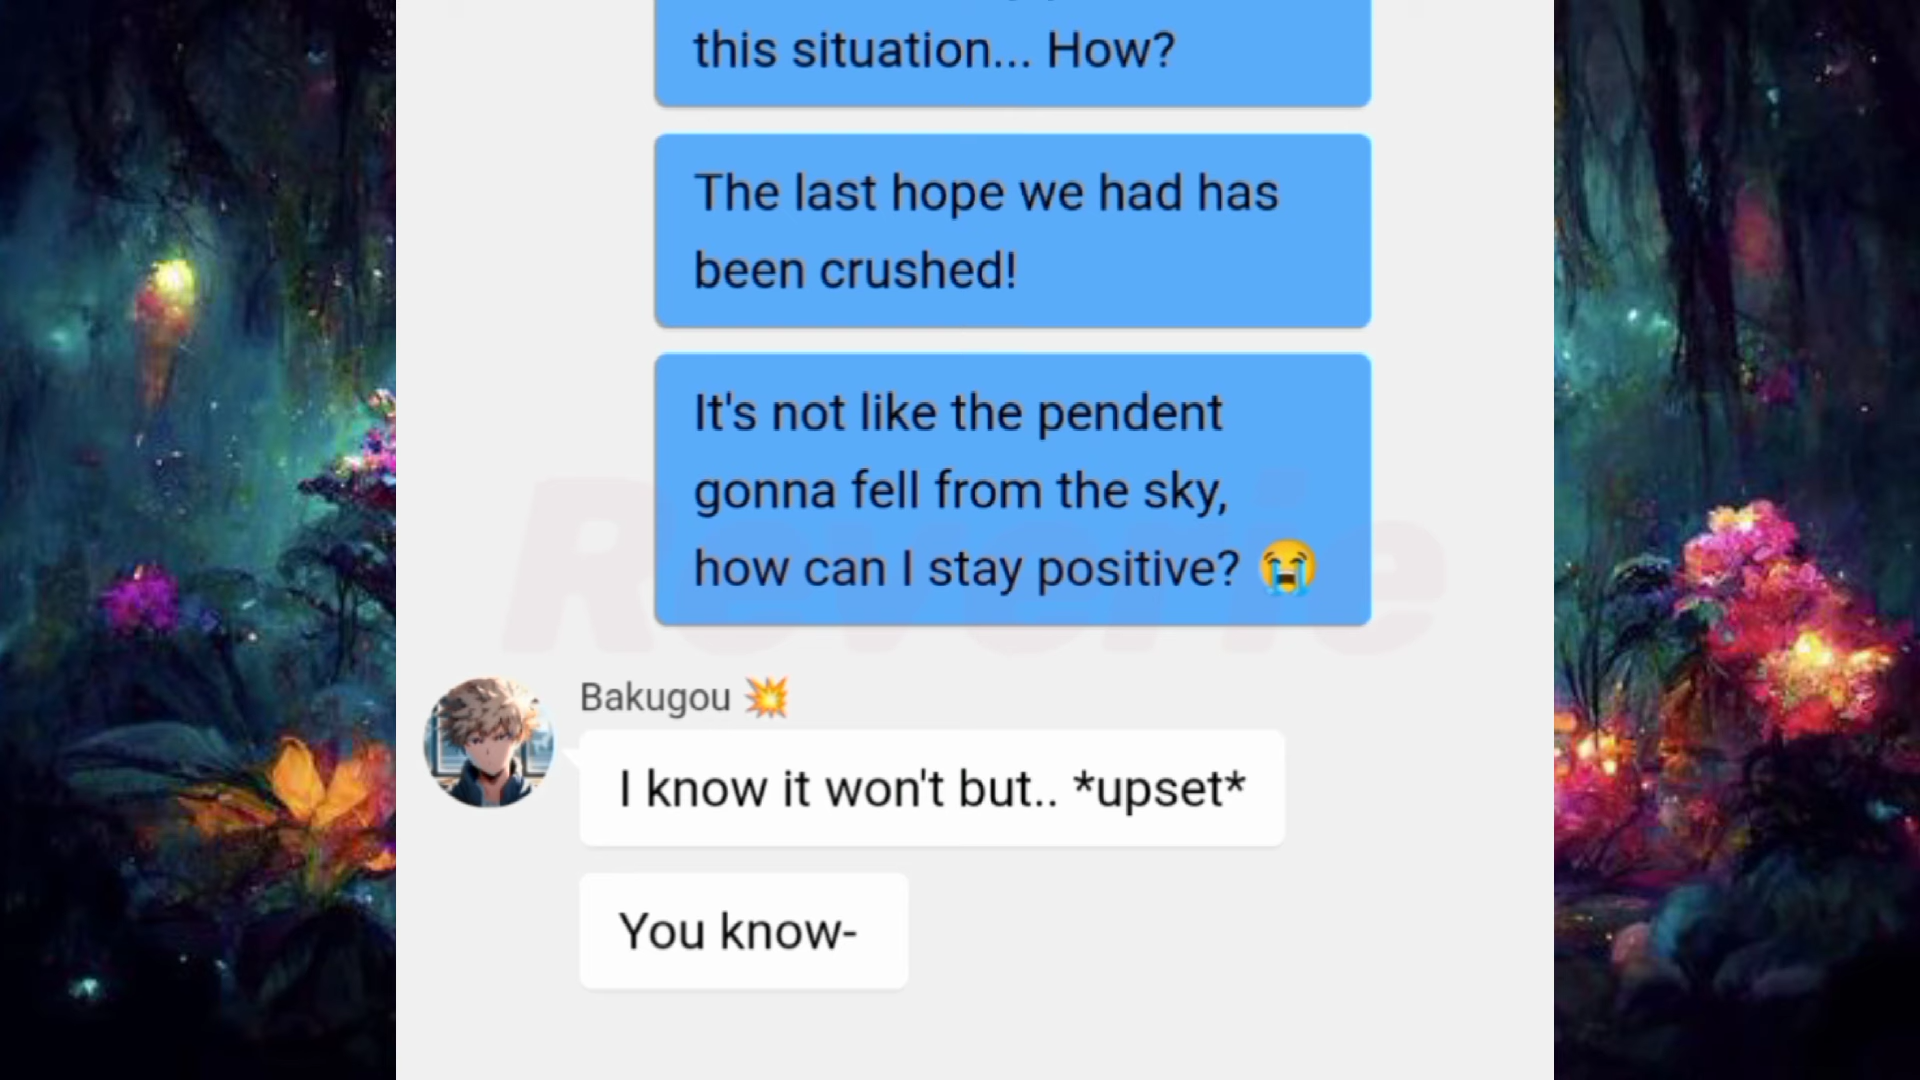 this situation... How?
The last hope we had has
been crushed!
It's not like the pendent
gonna fell from the sky,
how can I stay positive? 😭
Reverie
Bakugou 💥
I know it won't but.. *upset*
You know-